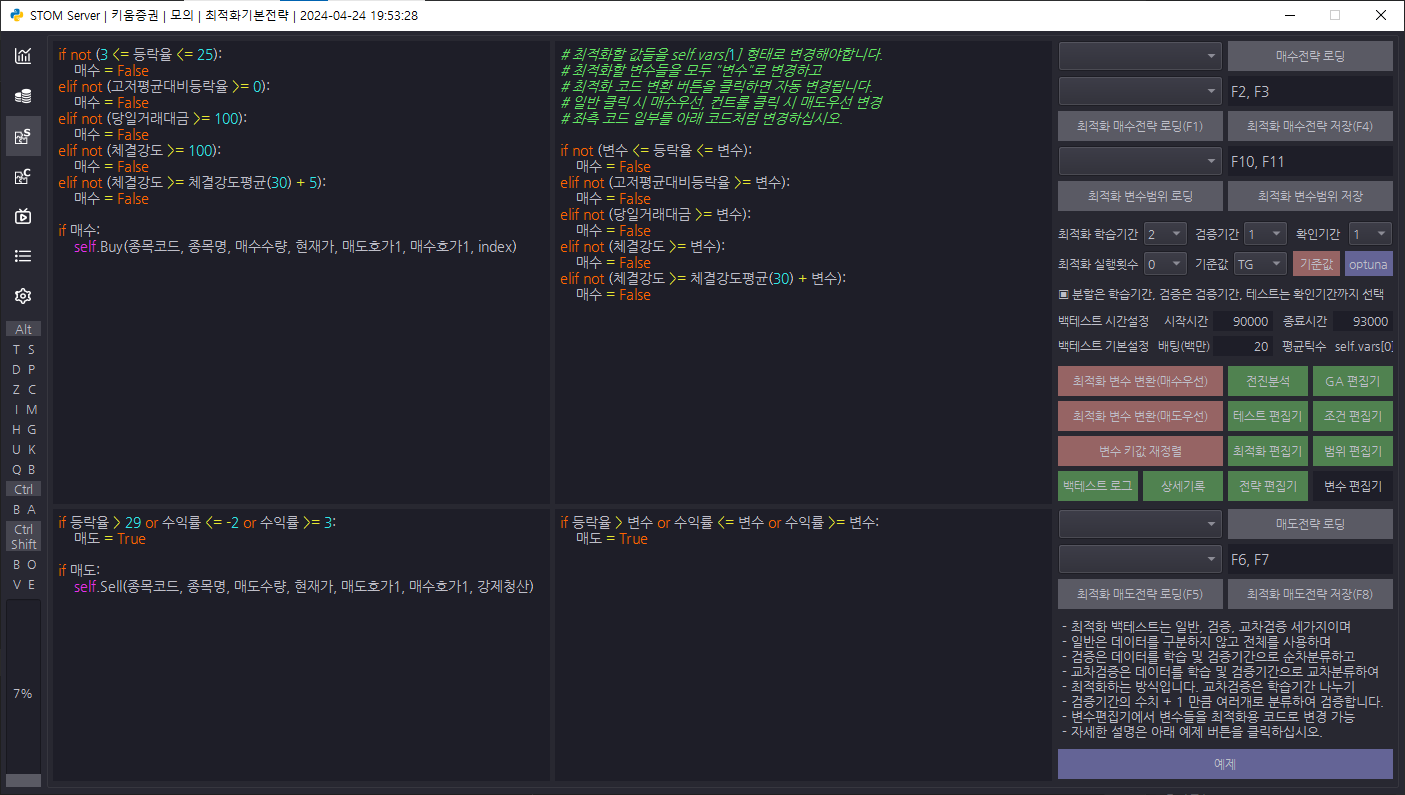 STOM Server | 키움증권 | 모의 | 최적화기본전략 | 2024-04-24 19:53:28
Alt
T S
D P
Z C
I M
H G
U K
Q B
Ctrl
B A
Ctrl
Shift
B O
V E
7%
if not (3 <= 등락율 <= 25):
매수 = False
elif not (고저평균대비등락율 >= 0):
매수 = False
elif not (당일거래대금 >= 100):
매수 = False
elif not (체결강도 >= 100):
매수 = False
elif not (체결강도 >= 체결강도평균(30) + 5):
매수 = False
if 매수:
self.Buy(종목코드, 종목명, 매수수량, 현재가, 매도호가1, 매수호가1, index)
# 최적화할 값들을 self.vars[1] 형태로 변경해야합니다.
# 최적화할 변수들을 모두 "변수"로 변경하고
# 최적화 코드 변환 버튼을 클릭하면 자동 변경됩니다.
# 일반 클릭 시 매수우선, 컨트롤 클릭 시 매도우선 변경
# 좌측 코드 일부를 아래 코드처럼 변경하십시오.
if not (변수 <= 등락율 <= 변수):
매수 = False
elif not (고저평균대비등락율 >= 변수):
매수 = False
elif not (당일거래대금 >= 변수):
매수 = False
elif not (체결강도 >= 변수):
매수 = False
elif not (체결강도 >= 체결강도평균(30) + 변수):
매수 = False
if 등락율 > 29 or 수익률 <= -2 or 수익률 >= 3:
매도 = True
if 매도:
self.Sell(종목코드, 종목명, 매도수량, 현재가, 매도호가1, 매수호가1, 강제청산)
if 등락율 > 변수 or 수익률 <= 변수 or 수익률 >= 변수:
매도 = True
매수전략 로딩
F2, F3
최적화 매수전략 로딩(F1) 최적화 매수전략 저장(F4)
F10, F11
최적화 변수범위 로딩 최적화 변수범위 저장
최적화 학습기간 2 검증기간 1 확인기간 1
최적화 실행횟수 0 기준값 TG 기준값 optuna
▣ 분할은 학습기간, 검증은 검증기간, 테스트는 확인기간까지 선택
백테스트 시간설정 시작시간 90000 종료시간 93000
백테스트 기본설정 배팅(백만) 20 평균틱수 self.vars[0]
최적화 변수 변환(매수우선) 전진분석 GA 편집기
최적화 변수 변환(매도우선) 테스트 편집기 조건 편집기
변수 키값 재정렬 최적화 편집기 범위 편집기
백테스트 로그 상세기록 전략 편집기 변수 편집기
매도전략 로딩
F6, F7
최적화 매도전략 로딩(F5) 최적화 매도전략 저장(F8)
- 최적화 백테스트는 일반, 검증, 교차검증 세가지이며
- 일반은 데이터를 구분하지 않고 전체를 사용하며
- 검증은 데이터를 학습 및 검증기간으로 순차분류하고
- 교차검증은 데이터를 학습 및 검증기간으로 교차분류하여
- 최적화하는 방식입니다. 교차검증은 학습기간 나누기
- 검증기간의 수치 + 1 만큼 여러개로 분류하여 검증합니다.
- 변수편집기에서 변수들을 최적화용 코드로 변경 가능
- 자세한 설명은 아래 예제 버튼을 클릭하십시오.
예제